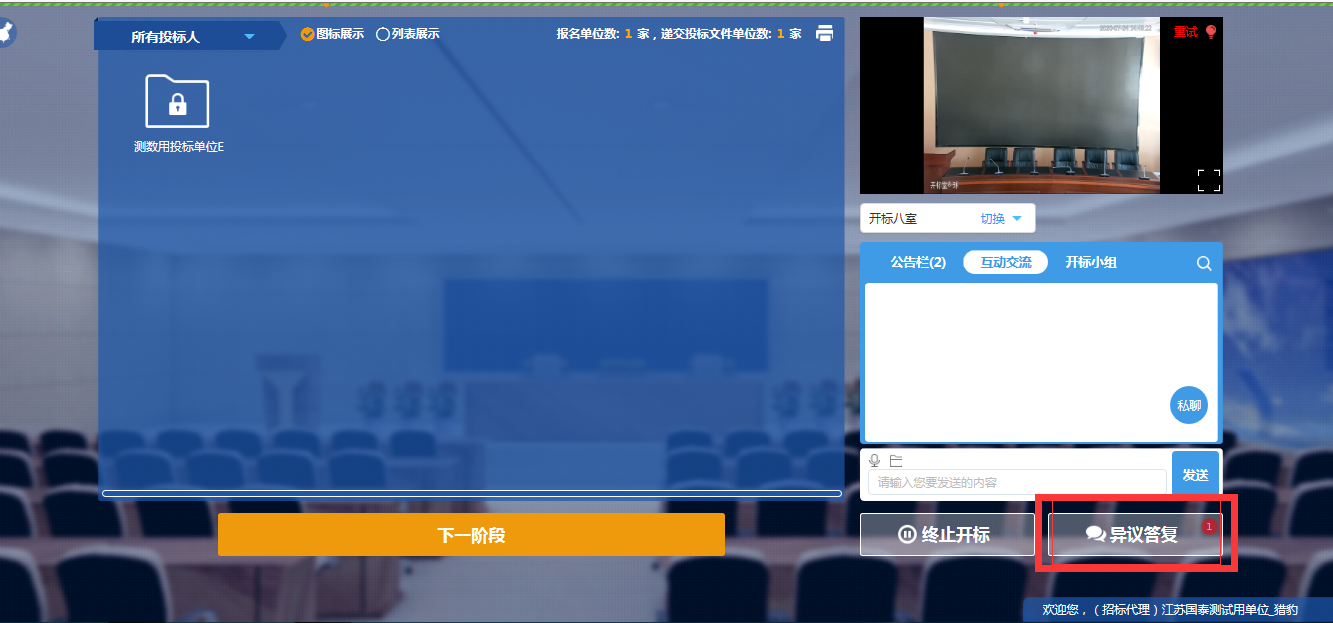 所有投标人
图标展示 列表展示
报名单位数: 1 家，递交投标文件单位数: 1 家
测数用投标单位E
重试
开标八室 切换
公告栏(2) 互动交流 开标小组
私聊
请输入您要发送的内容
发送
下一阶段
终止开标
异议答复 1
欢迎您，（招标代理）江苏国泰测试用单位_猎豹